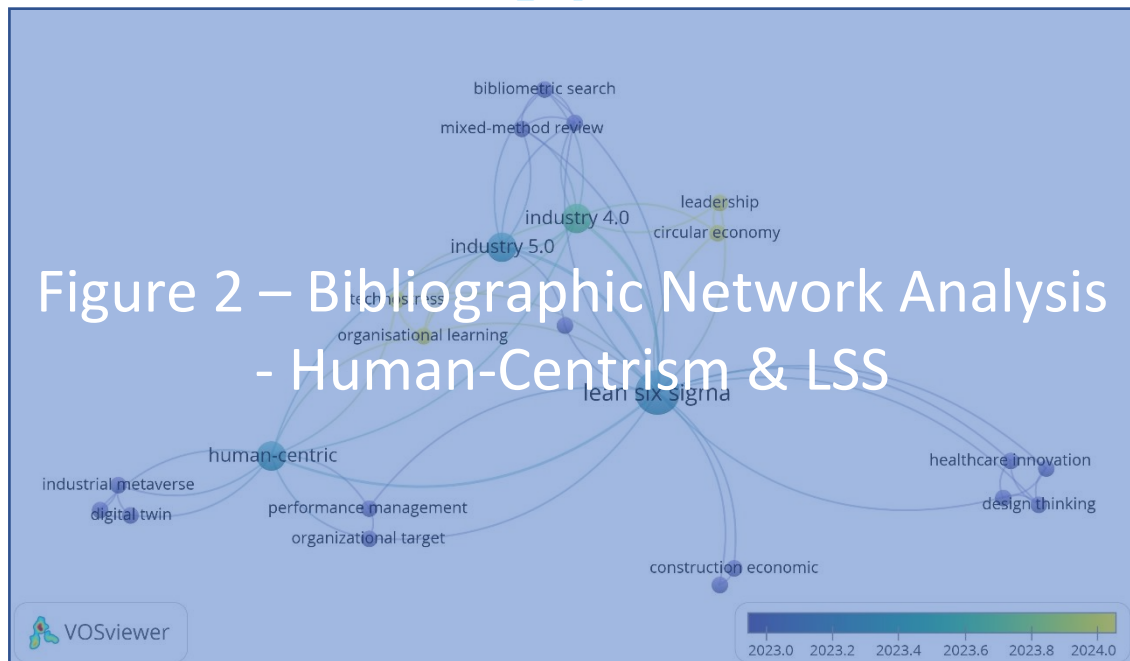 bibliometric search
mixed-method review
leadership
industry 4.0
circular economy
industry 5.0
Figure 2 – Bibliographic Network Analysis
- Human-Centrism & LSS
technostress
organisational learning
lean six sigma
human-centric
healthcare innovation
industrial metaverse
design thinking
performance management
digital twin
organizational target
construction economic
VOSviewer
2023.0 2023.2 2023.4 2023.6 2023.8 2024.0